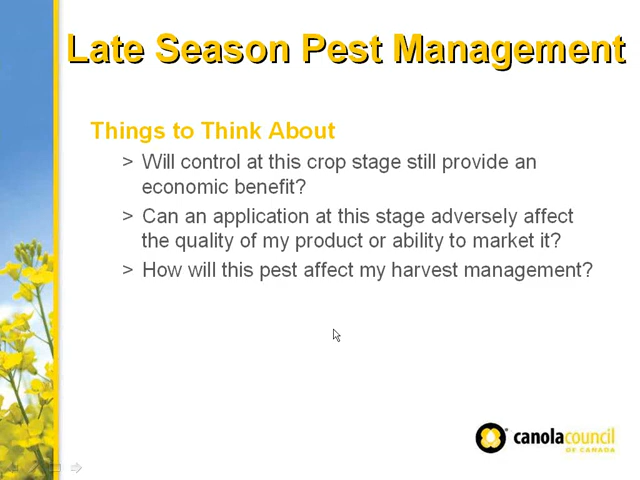 Late Season Pest Management
Things to Think About
> Will control at this crop stage still provide an
economic benefit?
> Can an application at this stage adversely affect
the quality of my product or ability to market it?
> How will this pest affect my harvest management?
canolacouncil
OF CANADA